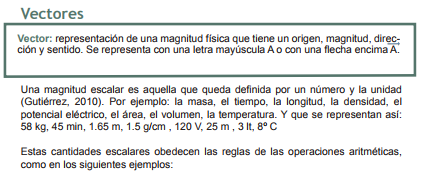 Vectores
Vector: representación de una magnitud física que tiene un origen, magnitud, direc-
ción y sentido. Se representa con una letra mayúscula A o con una flecha encima A⃗.
Una magnitud escalar es aquella que queda definida por un número y la unidad
(Gutiérrez, 2010). Por ejemplo: la masa, el tiempo, la longitud, la densidad, el
potencial eléctrico, el área, el volumen, la temperatura. Y que se representan así:
58 kg, 45 min, 1.65 m, 1.5 g/cm , 120 V, 25 m , 3 lt, 8º C
Estas cantidades escalares obedecen las reglas de las operaciones aritméticas,
como en los siguientes ejemplos: